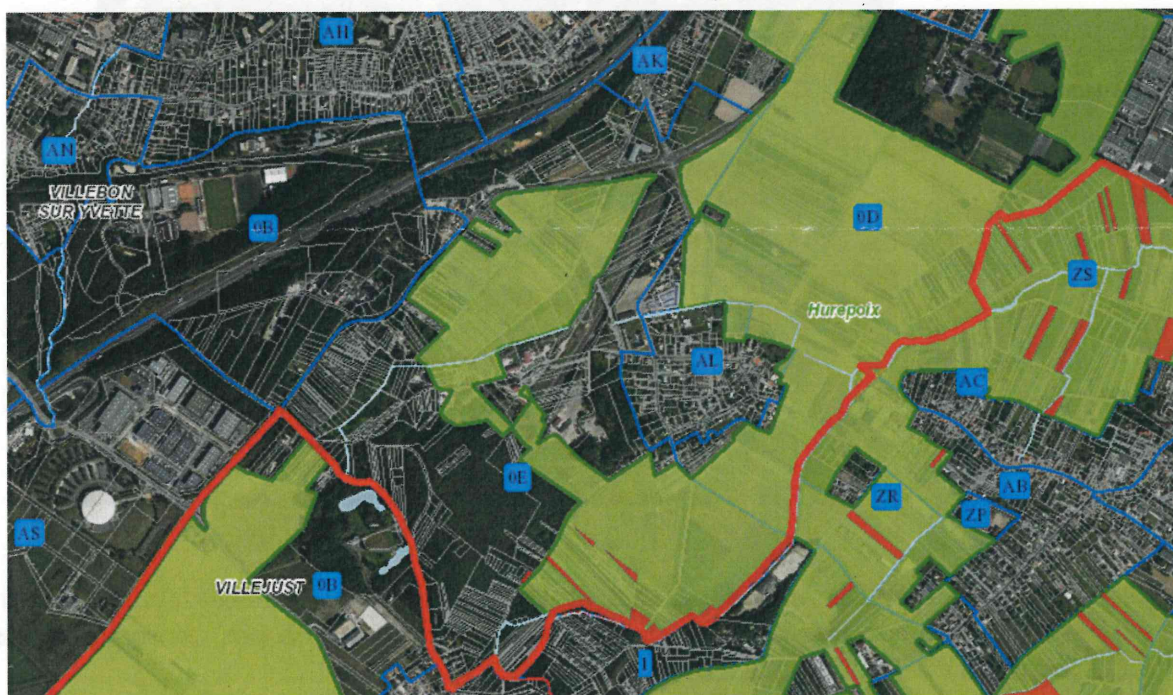 AH
AK
AN
VILLEBON
SUR YVETTE
0B
0D
ZS
Hurepoix
AL
AC
0E
AB
ZR
ZP
AS
VILLEJUST
0B